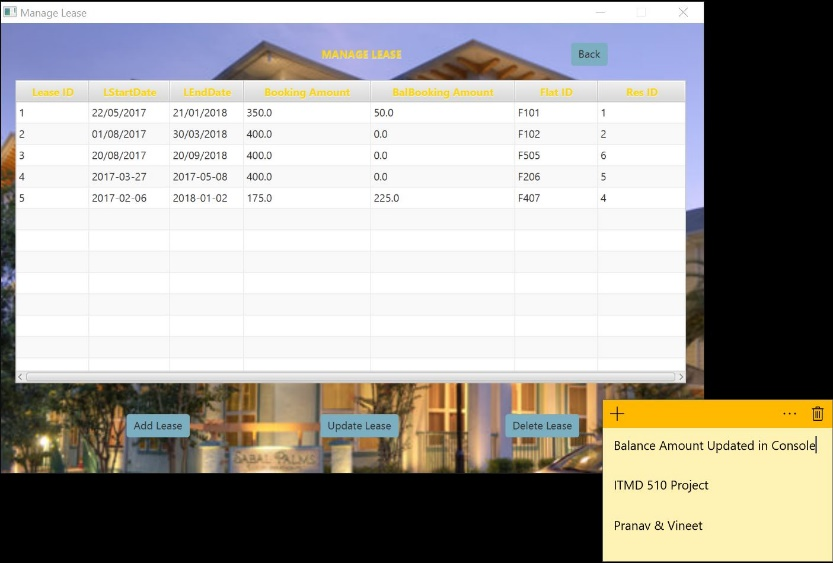 Manage Lease
MANAGE LEASE
Back
Lease ID LStartDate LEndDate Booking Amount BalBooking Amount Flat ID Res ID
1 22/05/2017 21/01/2018 350.0 50.0 F101 1
2 01/08/2017 30/03/2018 400.0 0.0 F102 2
3 20/08/2017 20/09/2018 400.0 0.0 F505 6
4 2017-03-27 2017-05-08 400.0 0.0 F206 5
5 2017-02-06 2018-01-02 175.0 225.0 F407 4
Add Lease Update Lease Delete Lease
SABAL PALMS
Balance Amount Updated in Console
ITMD 510 Project
Pranav & Vineet